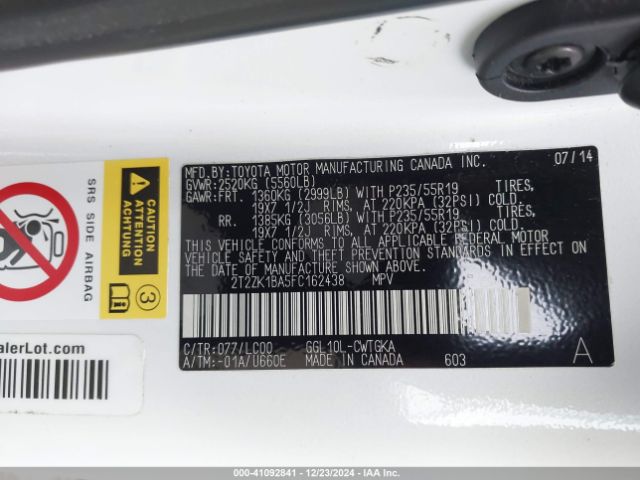 MFD. BY: TOYOTA MOTOR MANUFACTURING CANADA INC. 07/14
GVWR: 2520KG (5560LB)
GAWR: FRT. 1360KG (2999LB) WITH P235/55R19 TIRES,
19X7 1/2J RIMS, AT 220KPA (32PSI) COLD.
RR. 1385KG (3056LB) WITH P235/55R19 TIRES,
19X7 1/2J RIMS, AT 220KPA (32PSI) COLD.
THIS VEHICLE CONFORMS TO ALL APPLICABLE FEDERAL MOTOR
VEHICLE SAFETY AND THEFT PREVENTION STANDARDS IN EFFECT ON
THE DATE OF MANUFACTURE SHOWN ABOVE.
2T2ZK1BA5FC162438 MPV
C/TR: 077/LC00 GGL10L-CWTGKA
A/TM: -01A/U660E MADE IN CANADA 603
A
CAUTION
ATTENTION
SRS SIDE AIRBAG
3
alerLot.com
000-41092841 / 12/23/2024 - IAA Inc.